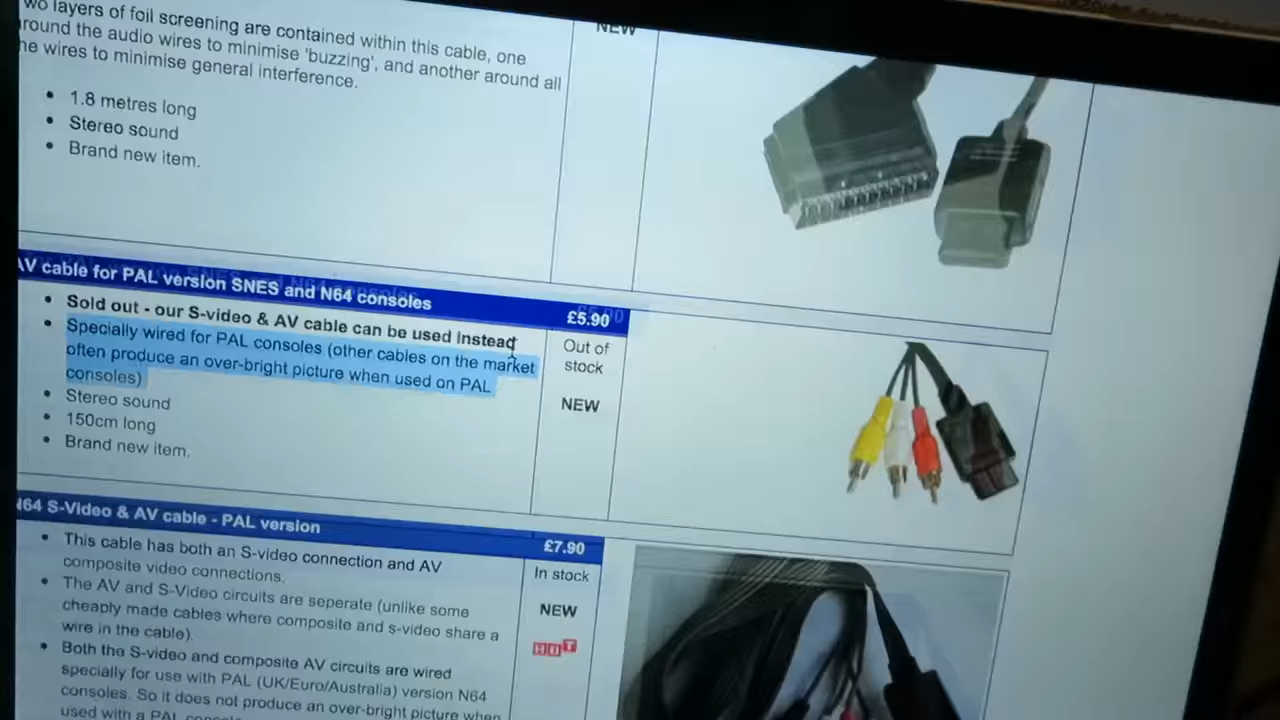 wo layers of foil screening are contained within this cable, one
round the audio wires to minimise 'buzzing', and another around all
he wires to minimise general interference.
• 1.8 metres long
• Stereo sound
• Brand new item.
NEW
AV cable for PAL version SNES and N64 consoles
£5.90
• Sold out - our S-video & AV cable can be used instead
• Specially wired for PAL consoles (other cables on the market
often produce an over-bright picture when used on PAL
consoles)
• Stereo sound
• 150cm long
• Brand new item.
Out of
stock
NEW
N64 S-Video & AV cable - PAL version
£7.90
• This cable has both an S-video connection and AV
composite video connections.
• The AV and S-Video circuits are seperate (unlike some
cheaply made cables where composite and s-video share a
wire in the cable).
• Both the S-video and composite AV circuits are wired
specially for use with PAL (UK/Euro/Australia) version N64
consoles. So it does not produce an over-bright picture when
used with a PAL
In stock
NEW
HOT